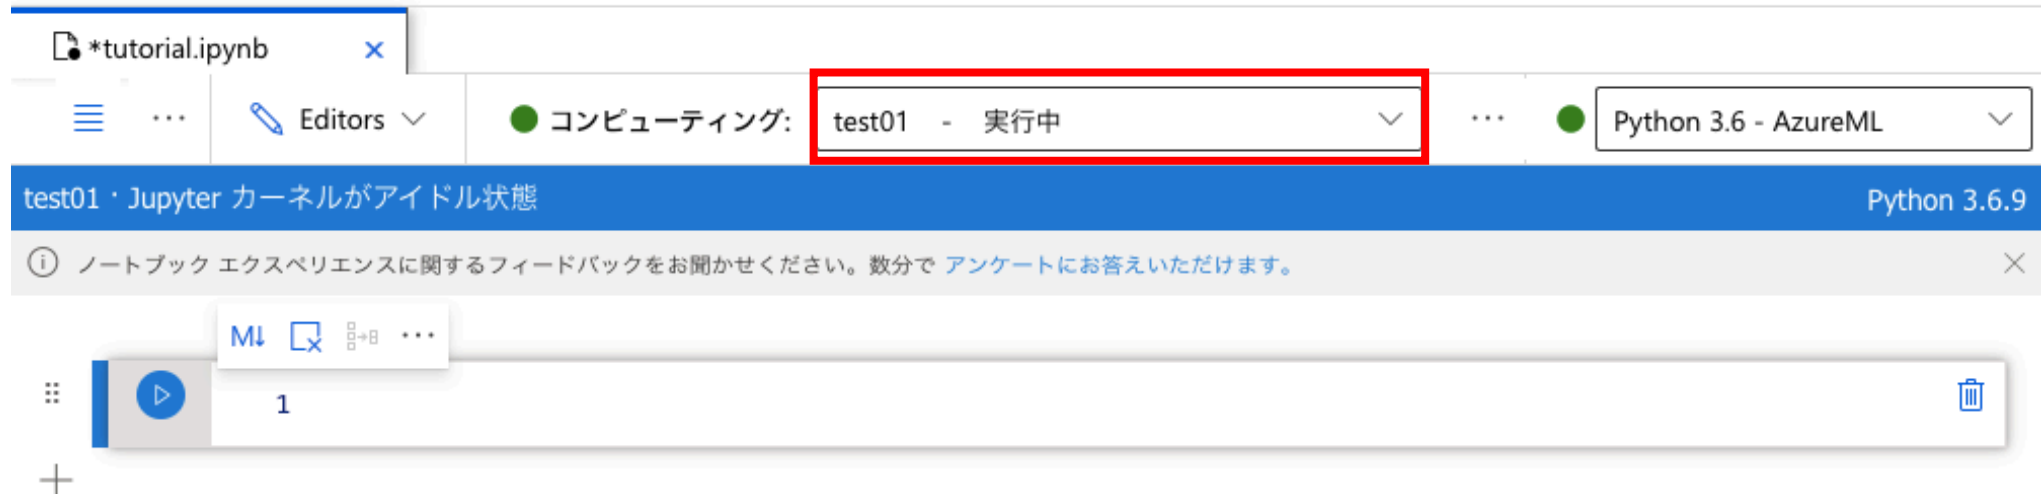 *tutorial.ipynb
Editors コンピューティング: test01 - 実行中 Python 3.6 - AzureML
test01・Jupyter カーネルがアイドル状態 Python 3.6.9
ノートブック エクスペリエンスに関するフィードバックをお聞かせください。数分で アンケートにお答えいただけます。
M↓
1